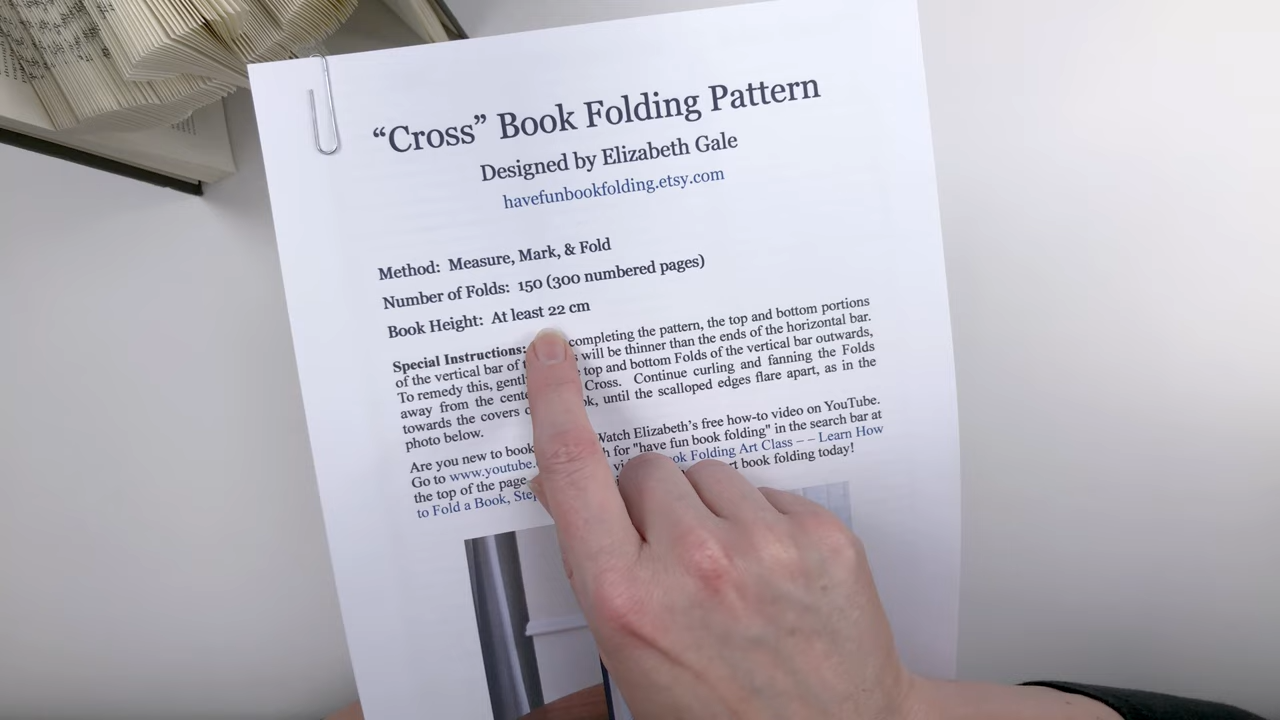 “Cross” Book Folding Pattern
Designed by Elizabeth Gale
havefunbookfolding.etsy.com
Method: Measure, Mark, & Fold
Number of Folds: 150 (300 numbered pages)
Book Height: At least 22 cm
Special Instructions: completing the pattern, the top and bottom portions
of the vertical bar of will be thinner than the ends of the horizontal bar.
To remedy this, top and bottom Folds of the vertical bar outwards,
away from the Cross. Continue curling and fanning the Folds
towards the covers until the scalloped edges flare apart, as in the
photo below.
Are you new to book Watch Elizabeth's free how-to video on YouTube.
Go to www.youtube. for "have fun book folding" in the search bar at
the top of the page Folding Art Class – – Learn How
to Fold a Book, book folding today!